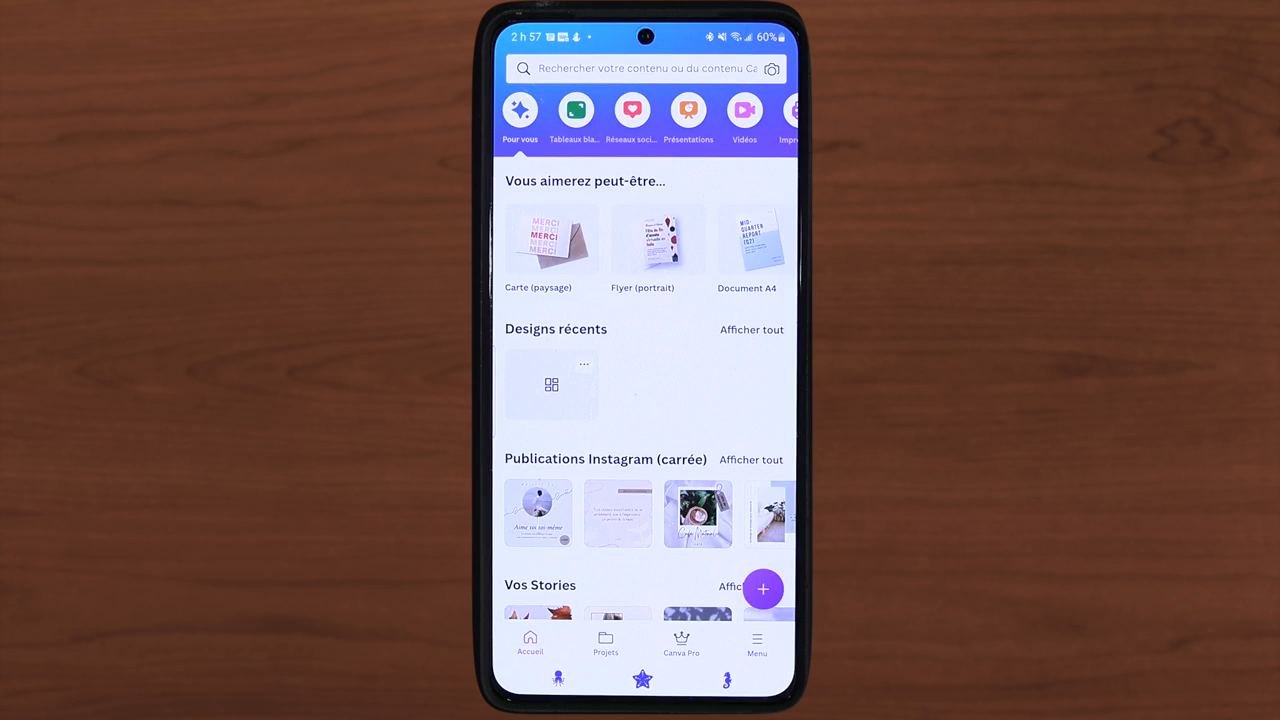 2 h 57
60%
Rechercher votre contenu ou du contenu Ca
Pour vous
Tableaux bla...
Réseaux soci...
Présentations
Vidéos
Impr
Vous aimerez peut-être...
MERCI
MERCI
MERCI
MERCI
MERCI
MID-
QUARTER
REPORT
(Q2)
Carte (paysage)
Flyer (portrait)
Document A4
Designs récents
Afficher tout
...
Publications Instagram (carrée)
Afficher tout
Aime toi toi-même
Vos Stories
Affic
Accueil
Projets
Canva Pro
Menu